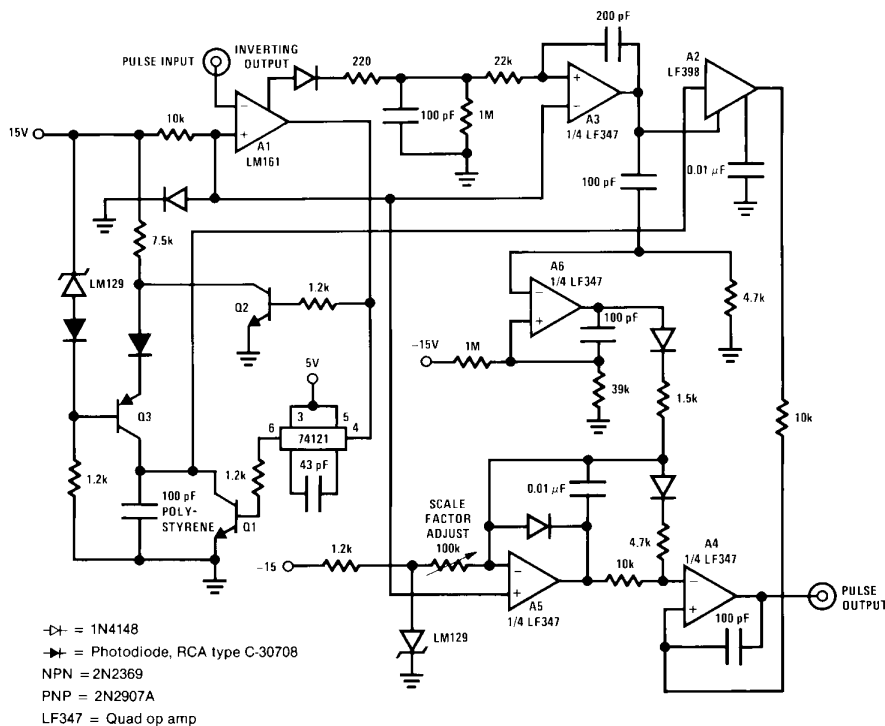 200 pF
PULSE INPUT
INVERTING
OUTPUT
220
22k
A2
LF398
15V
10k
A1
LM161
100 pF
1M
A3
1/4 LF347
0.01 μF
100 pF
7.5k
LM129
Q2
1.2k
A6
1/4 LF347
100 pF
4.7k
-15V
1M
39k
1.5k
10k
5V
3
5
6
4
74121
43 pF
Q3
1.2k
1.2k
100 pF
POLY-
STYRENE
Q1
0.01 μF
SCALE
FACTOR
ADJUST
100k
4.7k
A4
1/4 LF347
-15
1.2k
A5
1/4 LF347
10k
LM129
100 pF
PULSE
OUTPUT
= 1N4148
= Photodiode, RCA type C-30708
NPN = 2N2369
PNP = 2N2907A
LF347 = Quad op amp
- +
+ -
- +
- +
- +